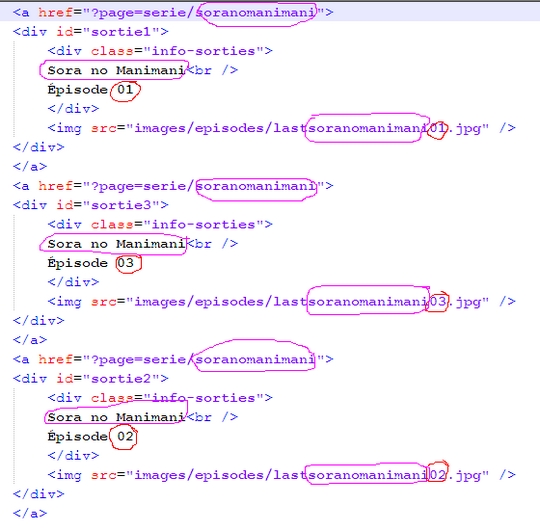 <a href="?page=serie/soranomanimani">
<div id="sortie1">
<div class="info-sorties">
Sora no Manimani<br />
Épisode 01
</div>
<img src="images/episodes/lastsoranomanimani01.jpg" />
</div>
</a>
<a href="?page=serie/soranomanimani">
<div id="sortie3">
<div class="info-sorties">
Sora no Manimani<br />
Épisode 03
</div>
<img src="images/episodes/lastsoranomanimani03.jpg" />
</div>
</a>
<a href="?page=serie/soranomanimani">
<div id="sortie2">
<div class="info-sorties">
Sora no Manimani<br />
Épisode 02
</div>
<img src="images/episodes/lastsoranomanimani02.jpg" />
</div>
</a>